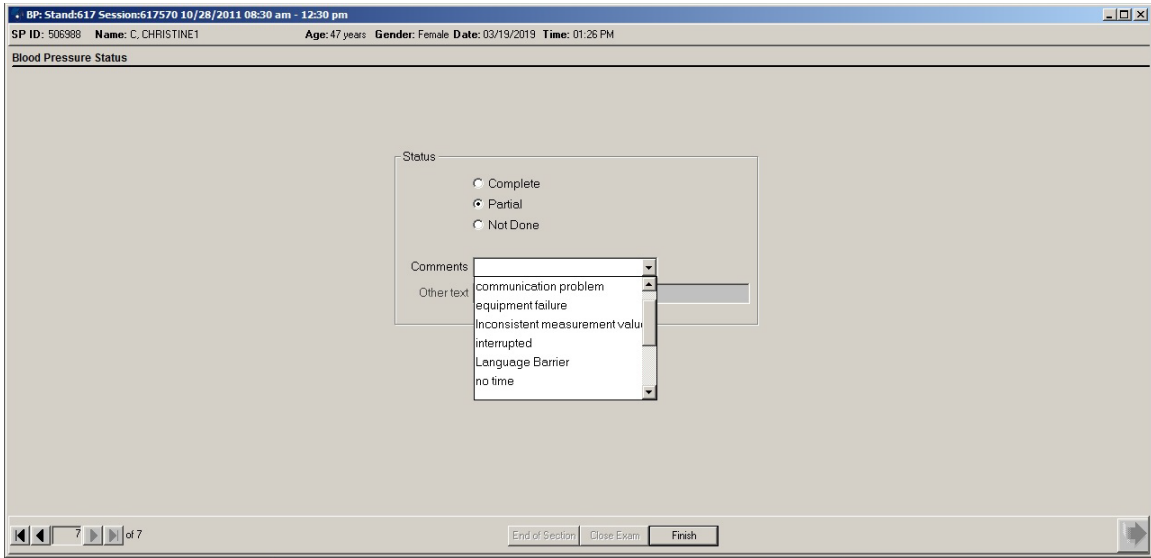 BP: Stand:617 Session:617570 10/28/2011 08:30 am - 12:30 pm
SP ID: 506988 Name: C, CHRISTINE1 Age: 47 years Gender: Female Date: 03/19/2019 Time: 01:26 PM
Blood Pressure Status
Status
Complete
Partial
Not Done
Comments
Other text
communication problem
equipment failure
Inconsistent measurement valu
interrupted
Language Barrier
no time
7 of 7
End of Section Close Exam Finish